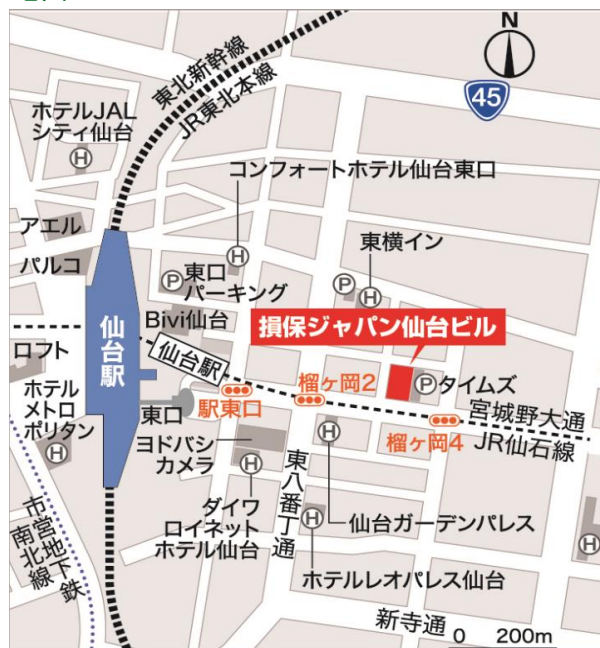 N
45
東北新幹線
JR東北本線
ホテルJAL
シティ仙台
H
コンフォートホテル仙台東口
H
アエル
パルコ
東横イン
P
H
P
東口
パーキング
Bivi仙台
損保ジャパン仙台ビル
仙台駅
仙台駅
ロフト
榴ヶ岡2
P
タイムズ
駅東口
宮城野大通
ホテル
メトロ
ポリタン
H
東口
榴ヶ岡4
JR仙石線
ヨドバシ
カメラ
H
H
東八番丁通
ダイワ
ロイネット
ホテル仙台
仙台ガーデンパレス
H
市営地下鉄
南北線
H
ホテルレオパレス仙台
新寺通
0 200m